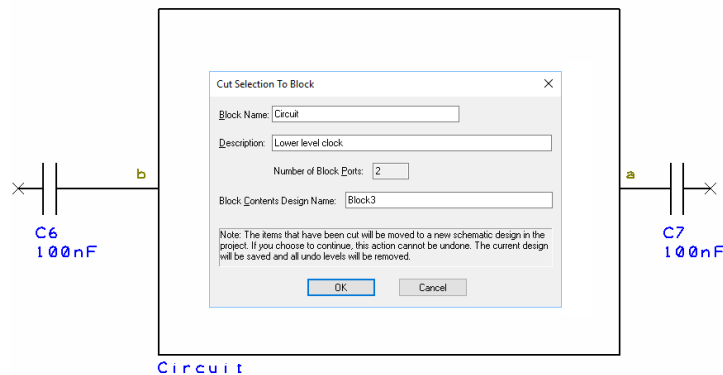 Cut Selection To Block
Block Name: Circuit
Description: Lower level clock
Number of Block Ports: 2
Block Contents Design Name: Block3
Note: The items that have been cut will be moved to a new schematic design in the
project. If you choose to continue, this action cannot be undone. The current design
will be saved and all undo levels will be removed.
OK Cancel
b
a
C6
100nF
C7
100nF
Circuit